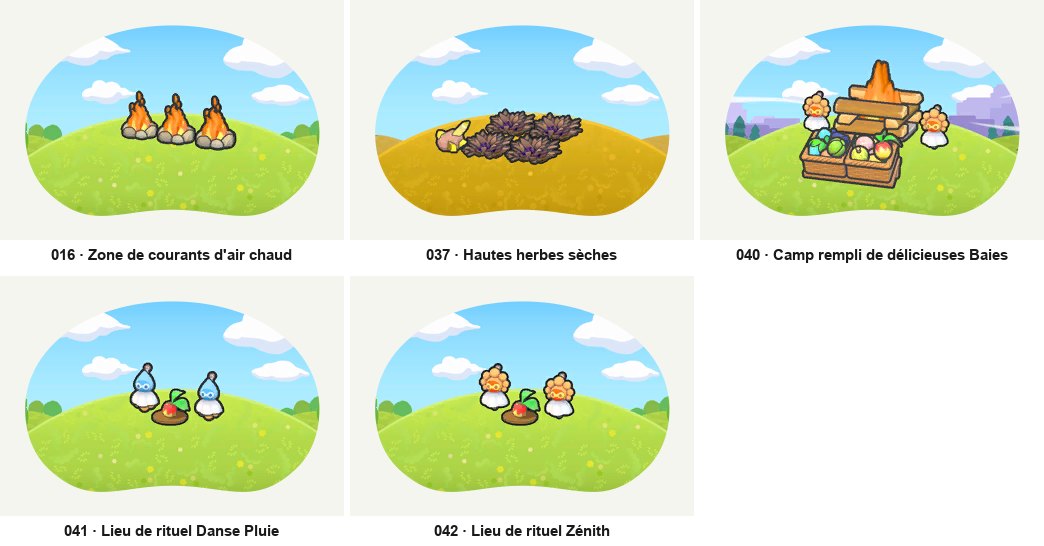 016 · Zone de courants d'air chaud
037 · Hautes herbes sèches
040 · Camp rempli de délicieuses Baies
041 · Lieu de rituel Danse Pluie
042 · Lieu de rituel Zénith